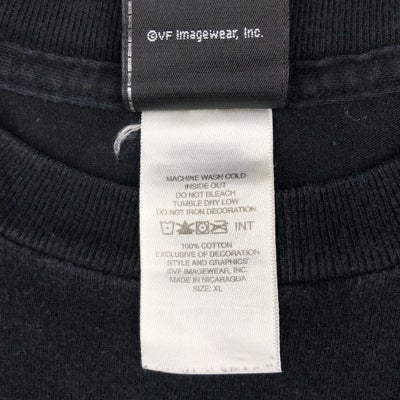 ©VF Imagewear, Inc.
MACHINE WASH COLD
INSIDE OUT
DO NOT BLEACH
TUMBLE DRY LOW
DO NOT IRON DECORATION
INT
100% COTTON
EXCLUSIVE OF DECORATION
STYLE AND GRAPHICS
©VF IMAGEWEAR, INC.
MADE IN NICARAGUA
SIZE: XL